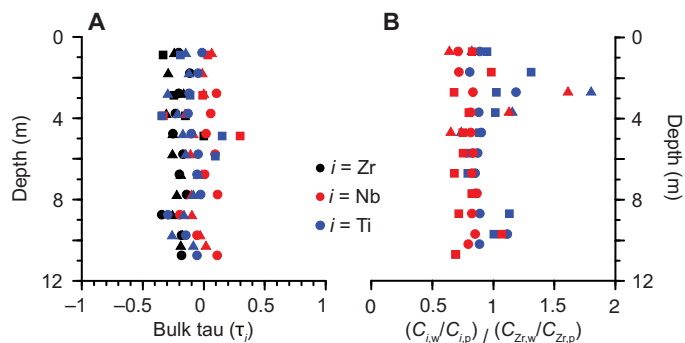 A
B
0
4
8
12
Depth (m)
−1
−0.5
0
0.5
1
Bulk tau (τi)
i = Zr
i = Nb
i = Ti
0
4
8
12
Depth (m)
0
0.5
1
1.5
2
(Ci,w/Ci,p) / (CZr,w/CZr,p)